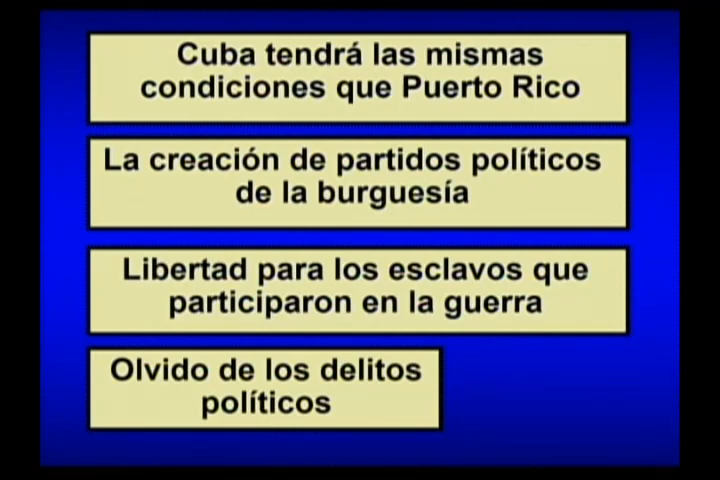 Cuba tendrá las mismas
condiciones que Puerto Rico
La creación de partidos políticos
de la burguesía
Libertad para los esclavos que
participaron en la guerra
Olvido de los delitos
políticos